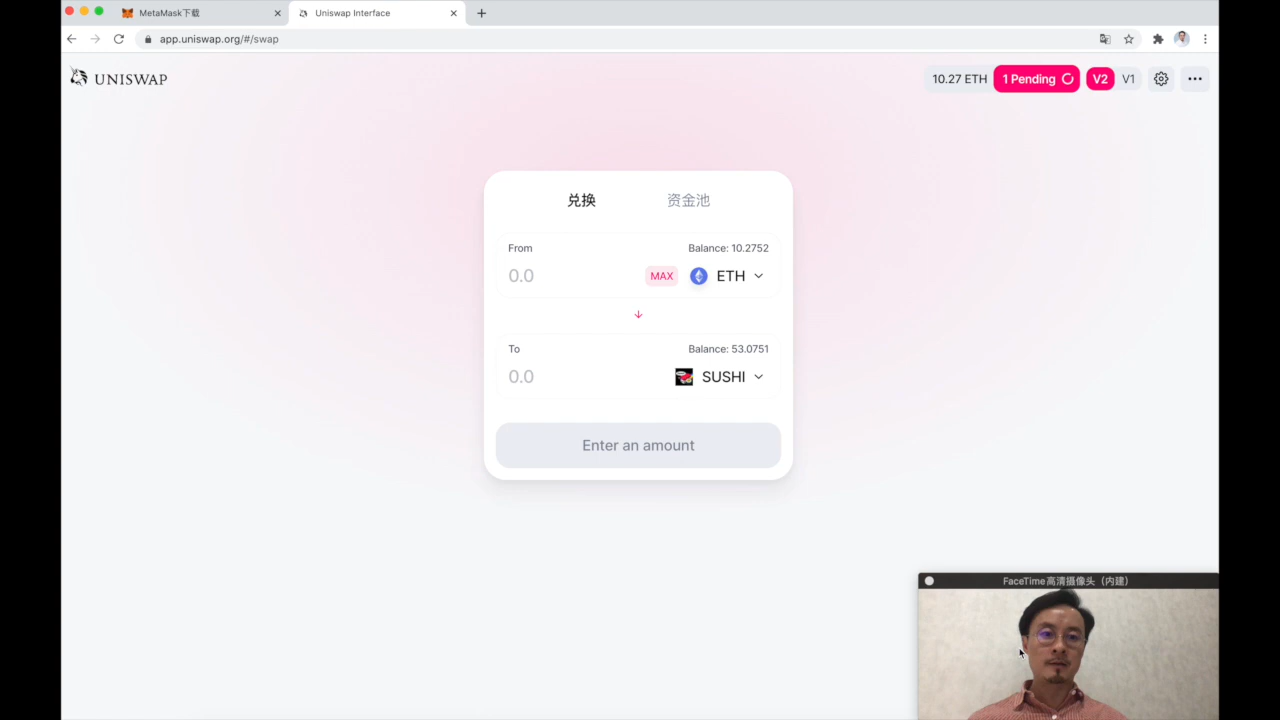 MetaMask下载
Uniswap Interface
app.uniswap.org/#/swap
UNISWAP
10.27 ETH
1 Pending
V2
V1
兑换
资金池
From
Balance: 10.2752
0.0
MAX
ETH
To
Balance: 53.0751
0.0
SUSHI
Enter an amount
FaceTime高清摄像头（内建）